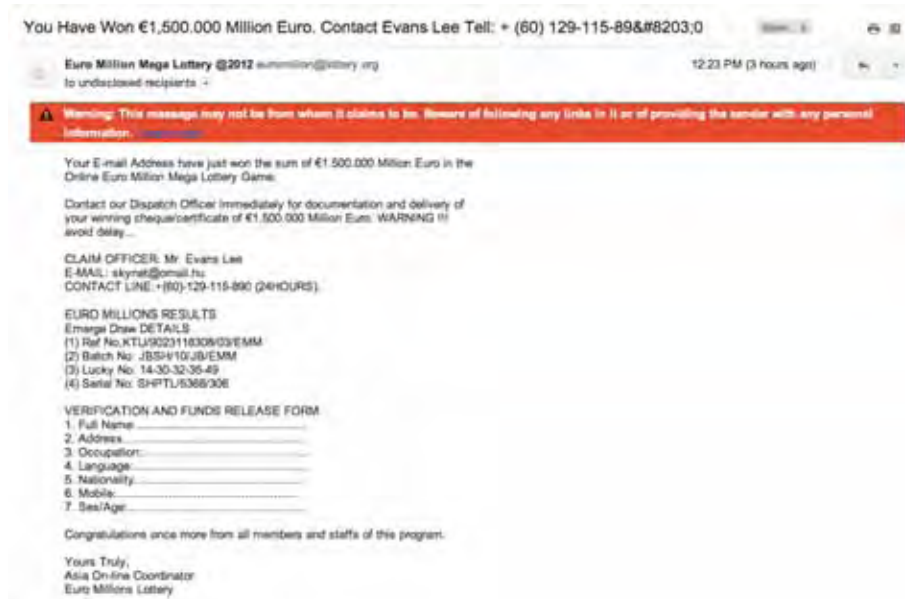 You Have Won €1,500.000 Million Euro. Contact Evans Lee Tell: + (60) 129-115-89&#8203;0
Euro Million Mega Lottery @2012
12:23 PM (3 hours ago)
to undisclosed recipients
Warning: This message may not be from whom it claims to be. Beware of following any links in it or of providing the sender with any personal
information.
Your E-mail Address have just won the sum of €1.500.000 Million Euro in the
Online Euro Million Mega Lottery Game.
Contact our Dispatch Officer Immediately for documentation and delivery of
your winning cheque/certificate of €1.500.000 Million Euro. WARNING !!!
avoid delay...
CLAIM OFFICER: Mr. Evans Lee
E-MAIL:
CONTACT LINE:+(60)-129-115-890 (24HOURS).
EURO MILLIONS RESULTS
Emerge Draw DETAILS
(1) Ref No.KTU/9023118308/03/EMM
(2) Batch No: JBSH/10/JB/EMM
(3) Lucky No: 14-30-32-35-49
(4) Serial No: SHPTL/5368/306
VERIFICATION AND FUNDS RELEASE FORM
1. Full Name:
2. Address
3. Occupation:
4. Language:
5. Nationality
6. Mobile:
7. Sex/Age:
Congratulations once more from all members and staffs of this program.
Yours Truly,
Asia On-line Coordinator
Euro Millions Lottery